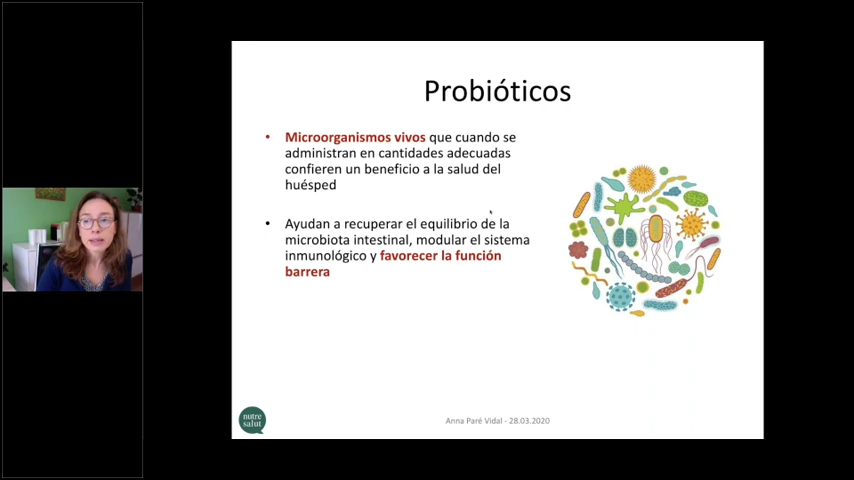 Probióticos
• Microorganismos vivos que cuando se
administran en cantidades adecuadas
confieren un beneficio a la salud del
huésped
• Ayudan a recuperar el equilibrio de la
microbiota intestinal, modular el sistema
inmunológico y favorecer la función
barrera
nutre
salut
Anna Paré Vidal - 28.03.2020